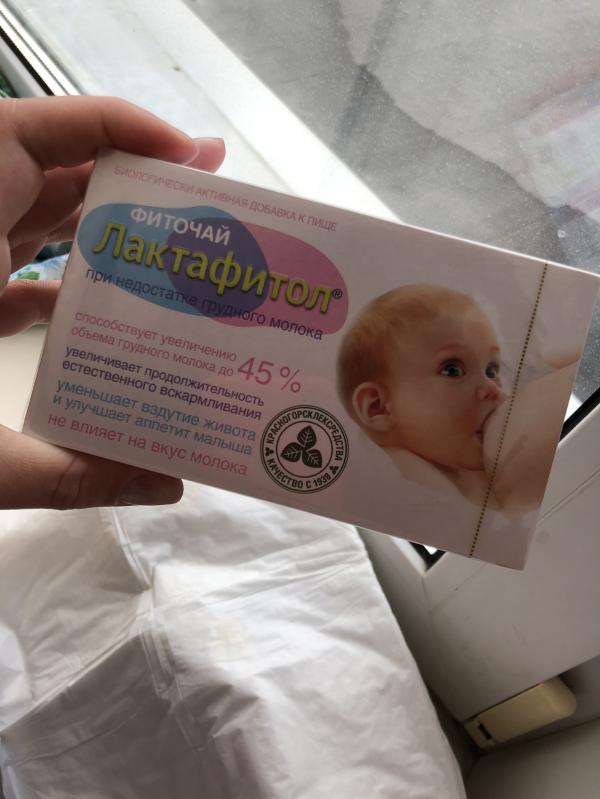 БИОЛОГИЧЕСКИ АКТИВНАЯ ДОБАВКА К ПИЩЕ
ФИТОЧАЙ
Лактафитол®
при недостатке грудного молока
способствует увеличению
объема грудного молока до 45 %
увеличивает продолжительность
естественного вскармливания
уменьшает вздутие живота
и улучшает аппетит малыша
не влияет на вкус молока
КРАСНОГОРСКЛЕКСРЕДСТВА
КАЧЕСТВО С 1938